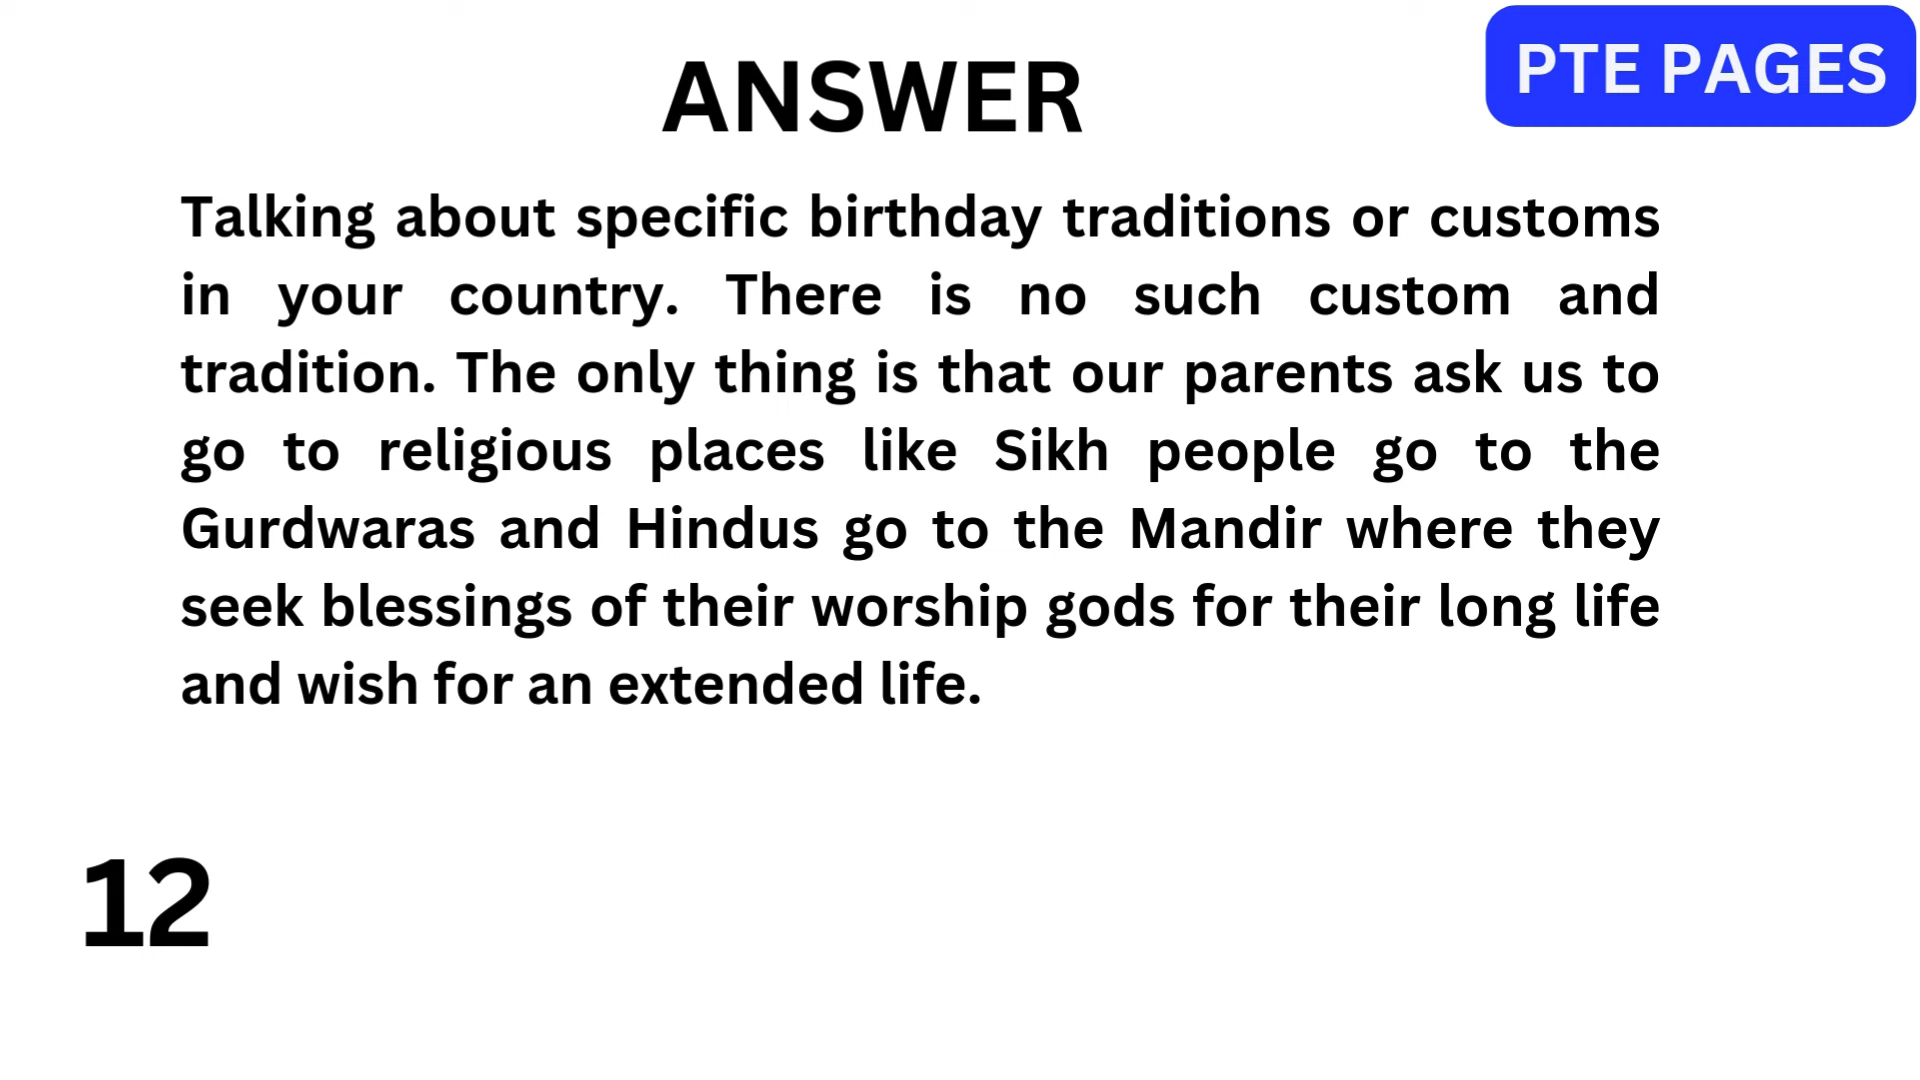 PTE PAGES
ANSWER
Talking about specific birthday traditions or customs
in your country. There is no such custom and
tradition. The only thing is that our parents ask us to
go to religious places like Sikh people go to the
Gurdwaras and Hindus go to the Mandir where they
seek blessings of their worship gods for their long life
and wish for an extended life.
12